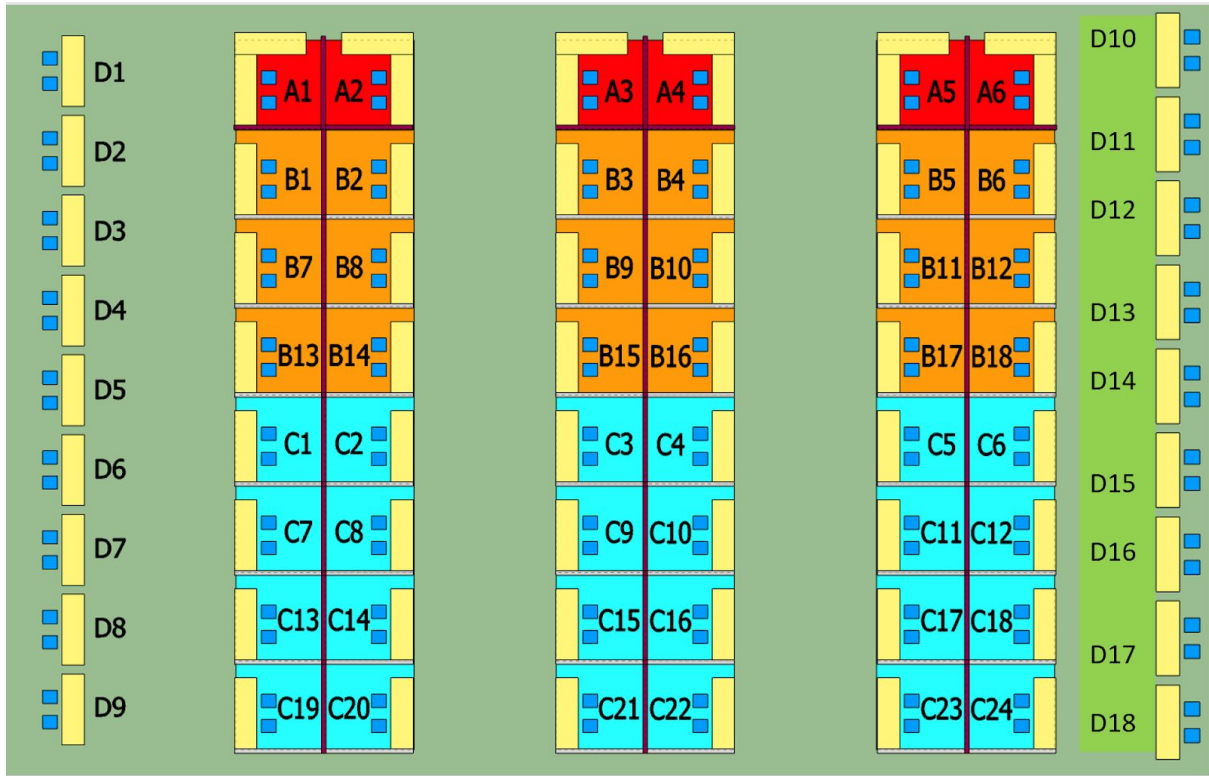 D1 A1 A2 A3 A4 A5 A6 D10
D2 B1 B2 B3 B4 B5 B6 D11
D3 B7 B8 B9 B10 B11 B12 D12
D4 B13 B14 B15 B16 B17 B18 D13
D5 D14
D6 C1 C2 C3 C4 C5 C6 D15
D7 C7 C8 C9 C10 C11 C12 D16
D8 C13 C14 C15 C16 C17 C18 D17
D9 C19 C20 C21 C22 C23 C24 D18